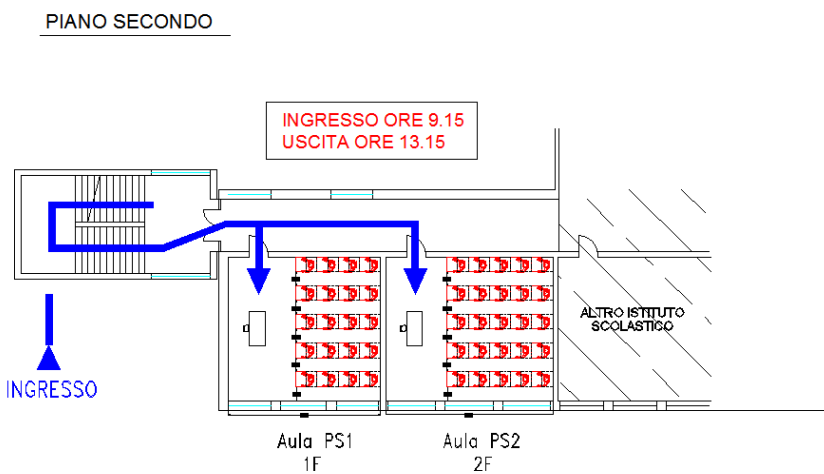 PIANO SECONDO
INGRESSO ORE 9.15
USCITA ORE 13.15
ALTRO ISTITUTO
SCOLASTICO
INGRESSO
Aula PS1
1F
Aula PS2
2F